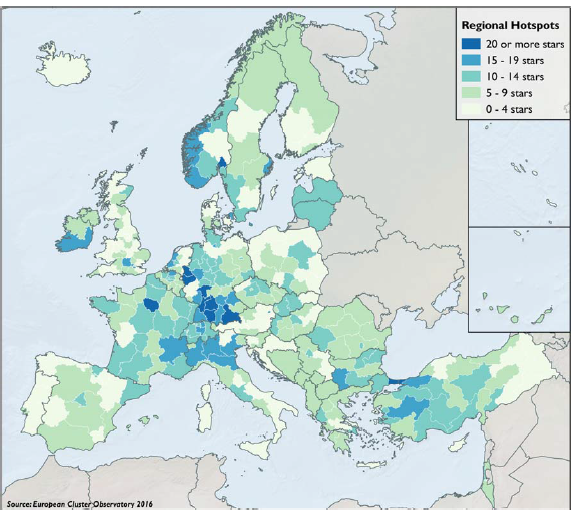 Regional Hotspots
20 or more stars
15 - 19 stars
10 - 14 stars
5 - 9 stars
0 - 4 stars
Source: European Cluster Observatory 2016